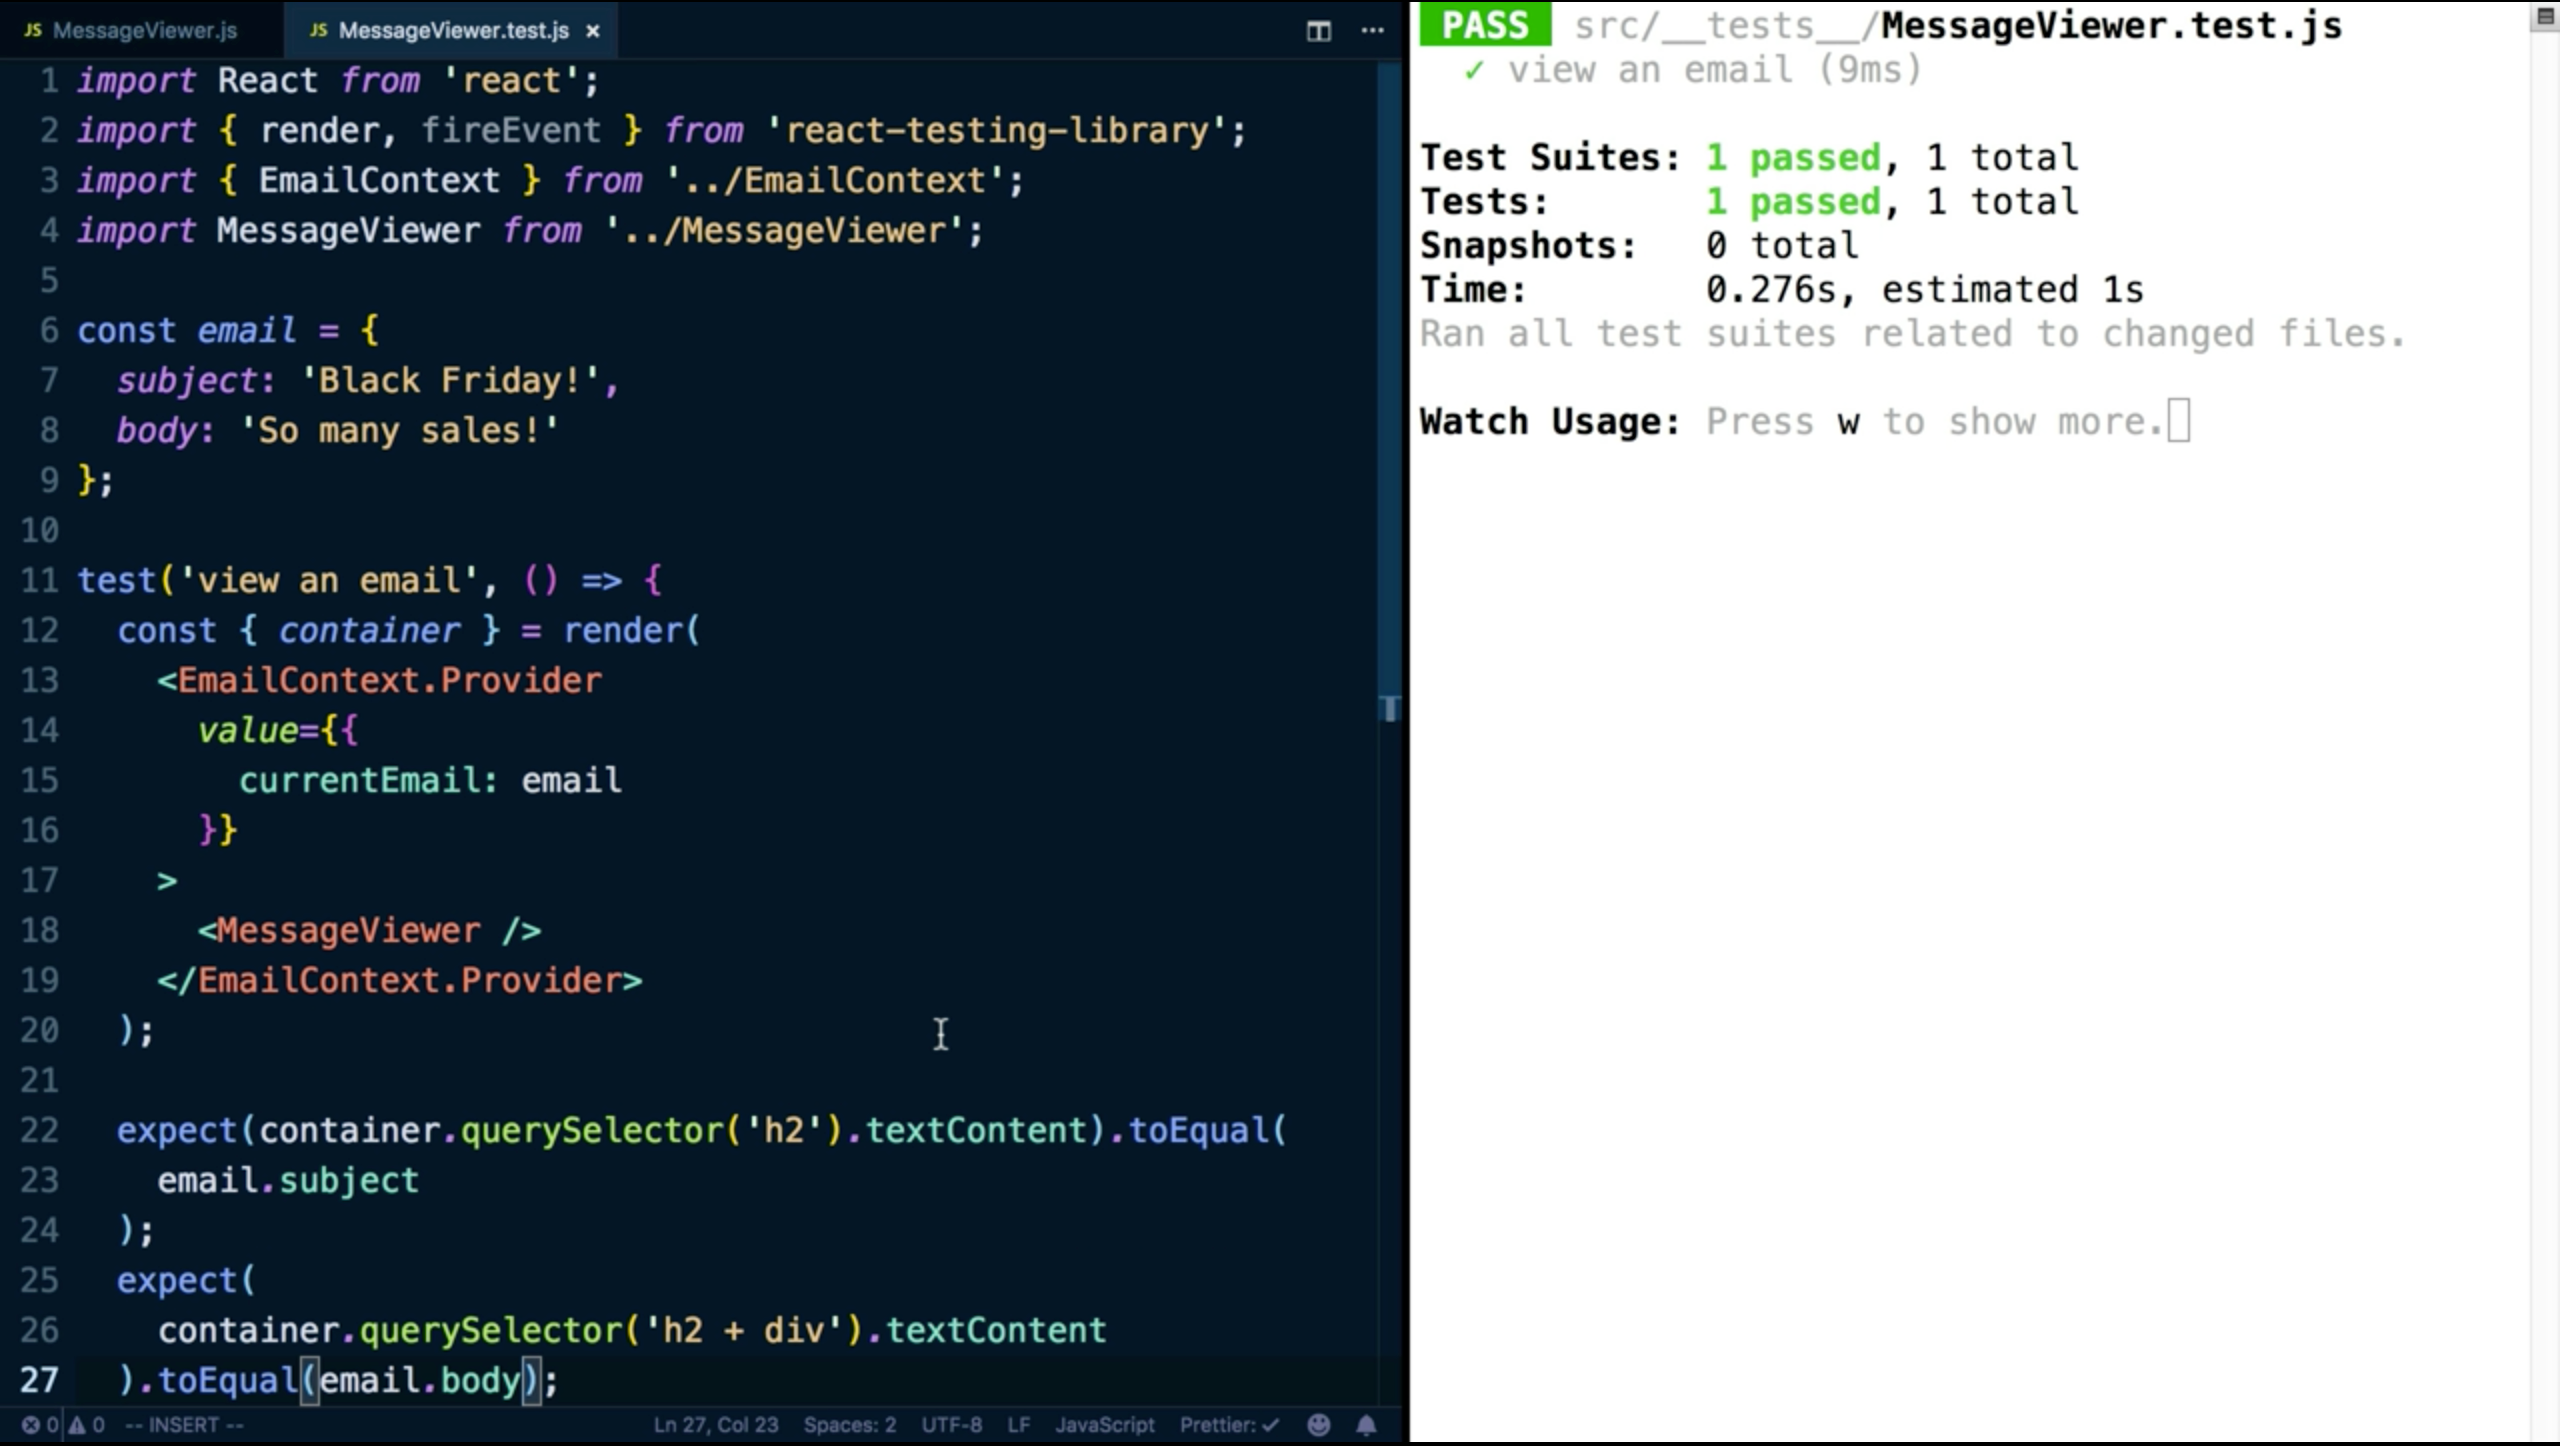 JS MessageViewer.js JS MessageViewer.test.js ×
1 import React from 'react';
2 import { render, fireEvent } from 'react-testing-library';
3 import { EmailContext } from '../EmailContext';
4 import MessageViewer from '../MessageViewer';
5
6 const email = {
7 subject: 'Black Friday!',
8 body: 'So many sales!'
9 };
10
11 test('view an email', () => {
12 const { container } = render(
13 <EmailContext.Provider
14 value={{
15 currentEmail: email
16 }}
17 >
18 <MessageViewer />
19 </EmailContext.Provider>
20 );
21
22 expect(container.querySelector('h2').textContent).toEqual(
23 email.subject
24 );
25 expect(
26 container.querySelector('h2 + div').textContent
27 ).toEqual(email.body);
0 0 -- INSERT -- Ln 27, Col 23 Spaces: 2 UTF-8 LF JavaScript Prettier: ✓
PASS src/__tests__/MessageViewer.test.js
✓ view an email (9ms)
Test Suites: 1 passed, 1 total
Tests: 1 passed, 1 total
Snapshots: 0 total
Time: 0.276s, estimated 1s
Ran all test suites related to changed files.
Watch Usage: Press w to show more.